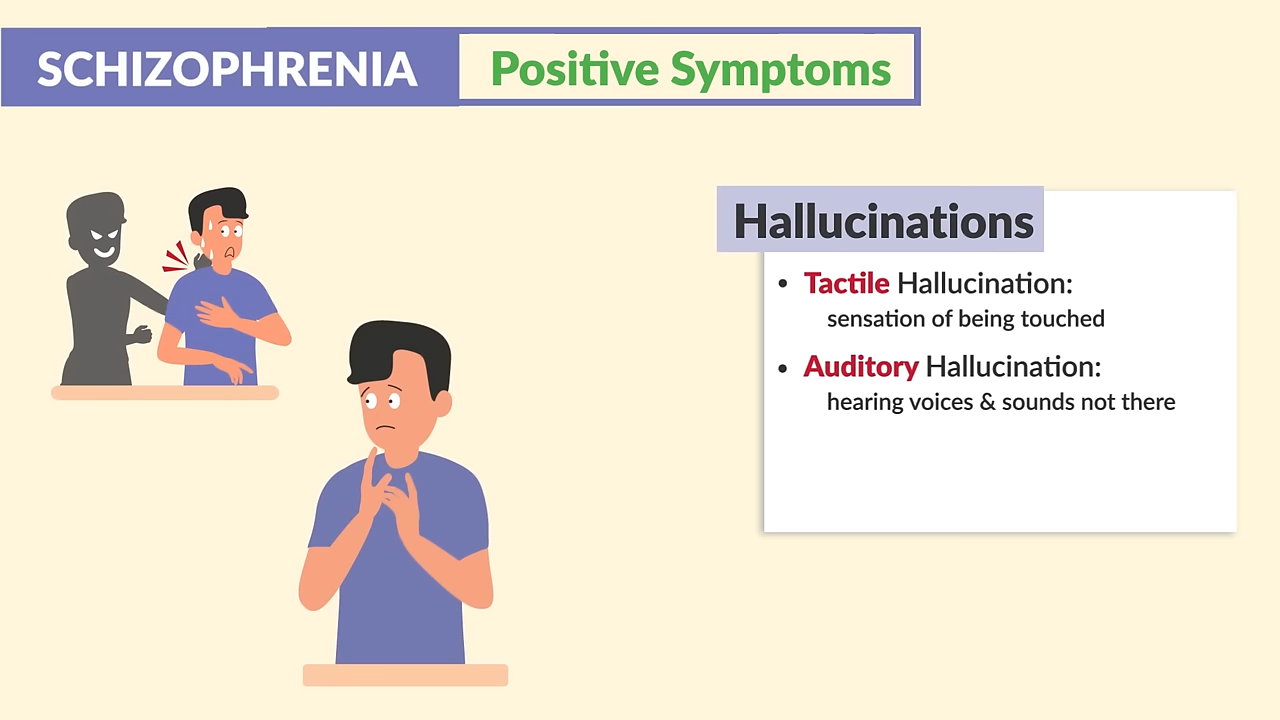 SCHIZOPHRENIA Positive Symptoms
Hallucinations
• Tactile Hallucination:
sensation of being touched
• Auditory Hallucination:
hearing voices & sounds not there